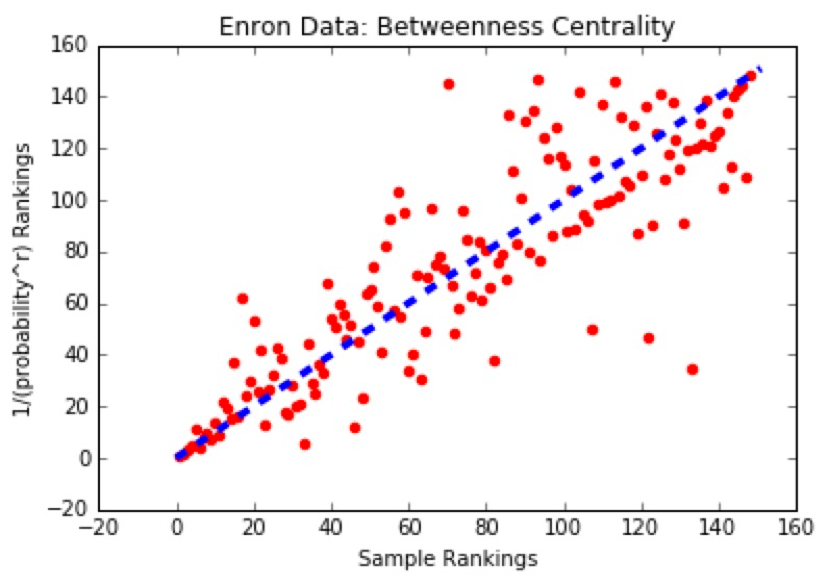 Enron Data: Betweenness Centrality
160
140
120
100
80
60
40
20
0
−20
1/(probability^r) Rankings
−20 0 20 40 60 80 100 120 140 160
Sample Rankings